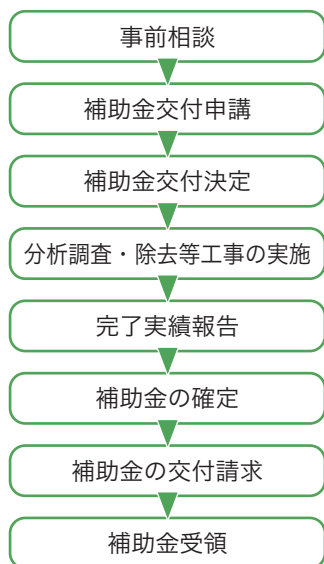 事前相談
補助金交付申講
補助金交付決定
分析調査・除去等工事の実施
完了実績報告
補助金の確定
補助金の交付請求
補助金受領